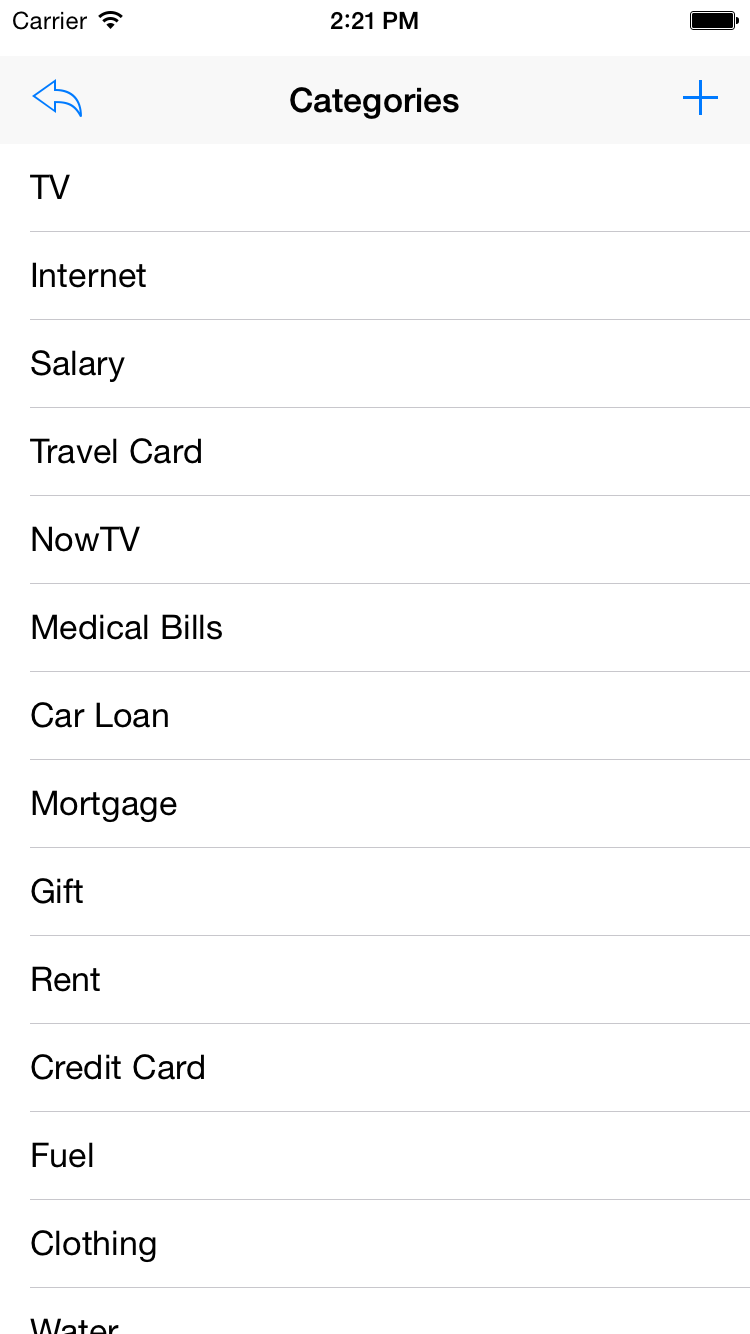 Carrier 2:21 PM
Categories
TV
Internet
Salary
Travel Card
NowTV
Medical Bills
Car Loan
Mortgage
Gift
Rent
Credit Card
Fuel
Clothing
Water